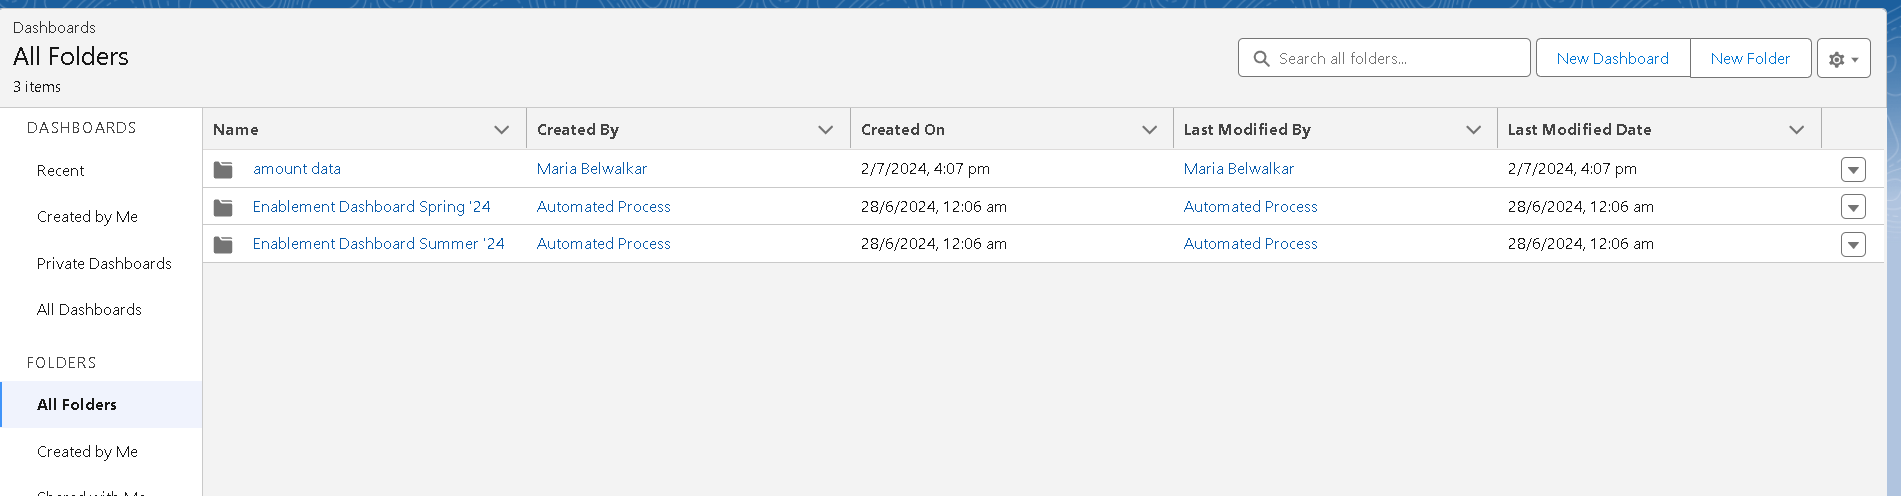 Dashboards
All Folders
3 items
Search all folders...
New Dashboard
New Folder
DASHBOARDS
Recent
Created by Me
Private Dashboards
All Dashboards
FOLDERS
All Folders
Created by Me
Shared with Me
Name Created By Created On Last Modified By Last Modified Date
amount data Maria Belwalkar 2/7/2024, 4:07 pm Maria Belwalkar 2/7/2024, 4:07 pm
Enablement Dashboard Spring '24 Automated Process 28/6/2024, 12:06 am Automated Process 28/6/2024, 12:06 am
Enablement Dashboard Summer '24 Automated Process 28/6/2024, 12:06 am Automated Process 28/6/2024, 12:06 am